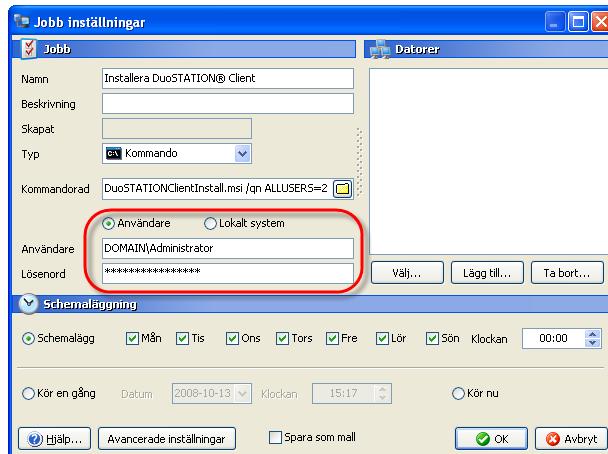 Jobb inställningar
Jobb
Namn
Installera DuoSTATION® Client
Beskrivning
Skapat
Typ
C:\ Kommando
Kommandorad
DuoSTATIONClientInstall.msi /qn ALLUSERS=2
Användare
Lokalt system
Användare
DOMAIN\Administrator
Lösenord
****************
Datorer
Välj...
Lägg till...
Ta bort...
Schemaläggning
Schemalägg
Mån
Tis
Ons
Tors
Fre
Lör
Sön
Klockan
00:00
Kör en gång
Datum
2008-10-13
Klockan
15:17
Kör nu
Hjälp...
Avancerade inställningar
Spara som mall
OK
Avbryt